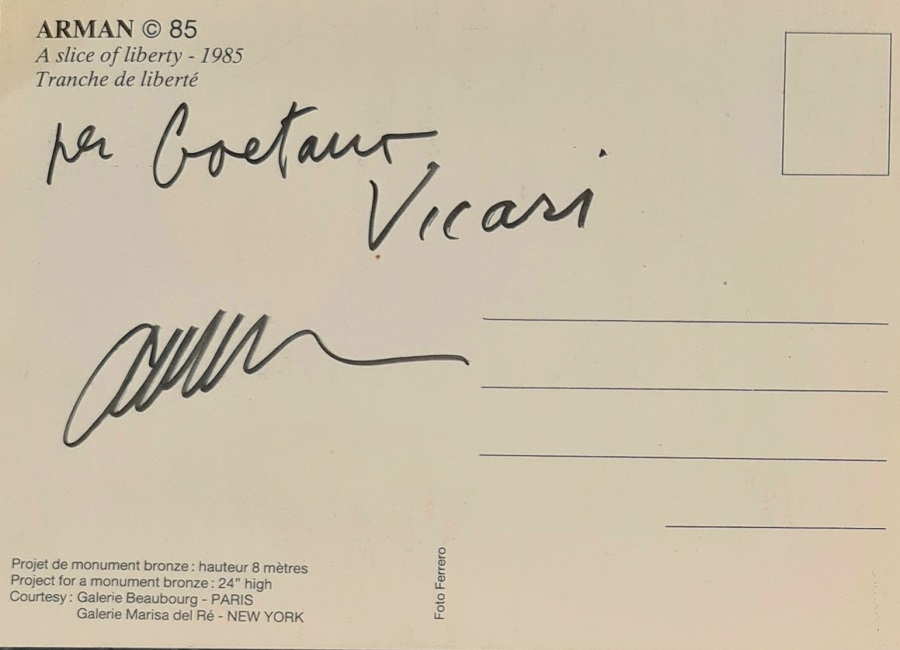 ARMAN © 85
A slice of liberty - 1985
Tranche de liberté
per Gaetano
Vicari
Arman
Projet de monument bronze : hauteur 8 mètres
Project for a monument bronze : 24" high
Courtesy : Galerie Beaubourg - PARIS
Galerie Marisa del Ré - NEW YORK
Foto Ferrero